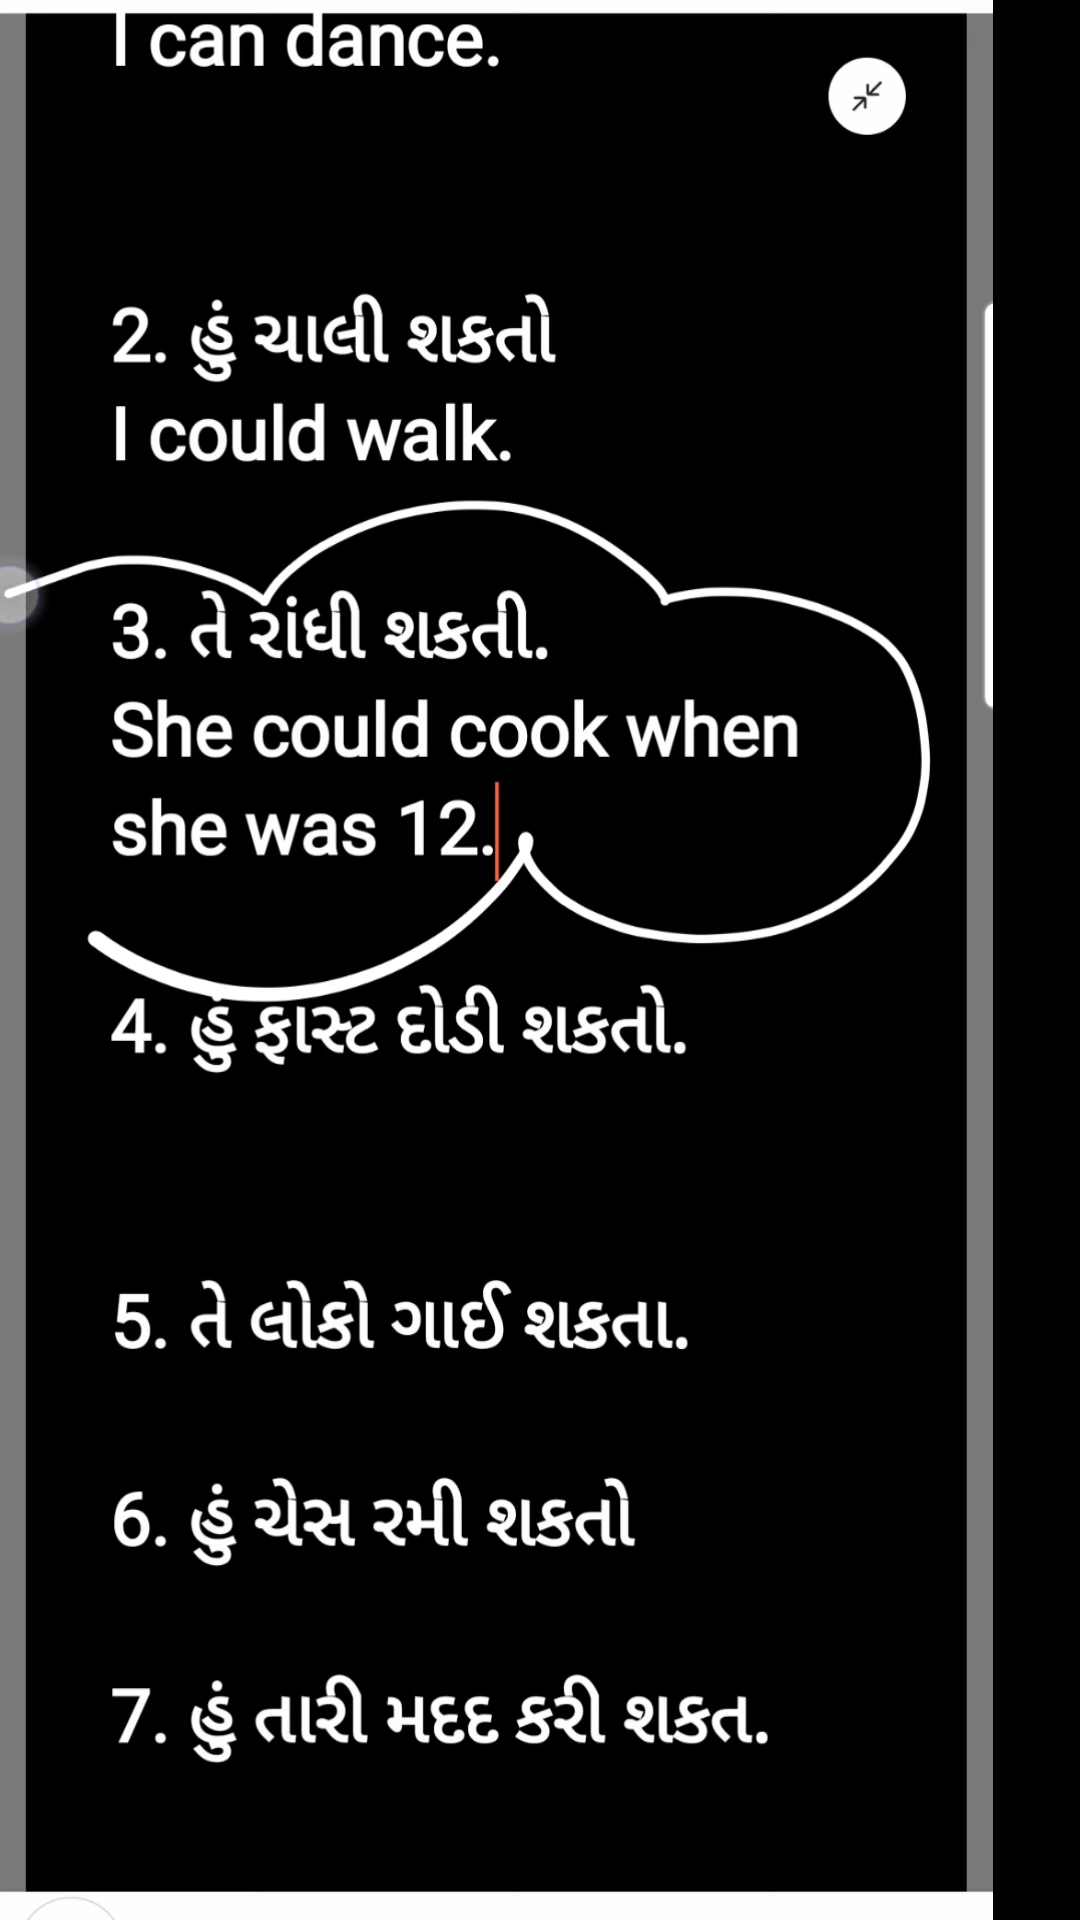 I can dance.
2. હું ચાલી શકતો
I could walk.
3. તે રાંધી શકતી.
She could cook when
she was 12.
4. હું ફાસ્ટ દોડી શકતો.
5. તે લોકો ગાઈ શકતા.
6. હું ચેસ રમી શકતો
7. હું તારી મદદ કરી શકત.